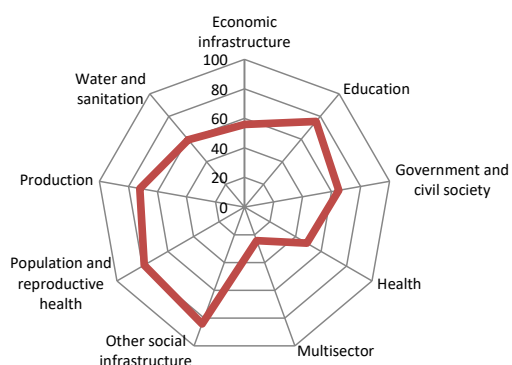 Economic
infrastructure
100
80
60
40
20
0
Education
Government and
civil society
Health
Multisector
Other social
infrastructure
Population and
reproductive
health
Production
Water and
sanitation